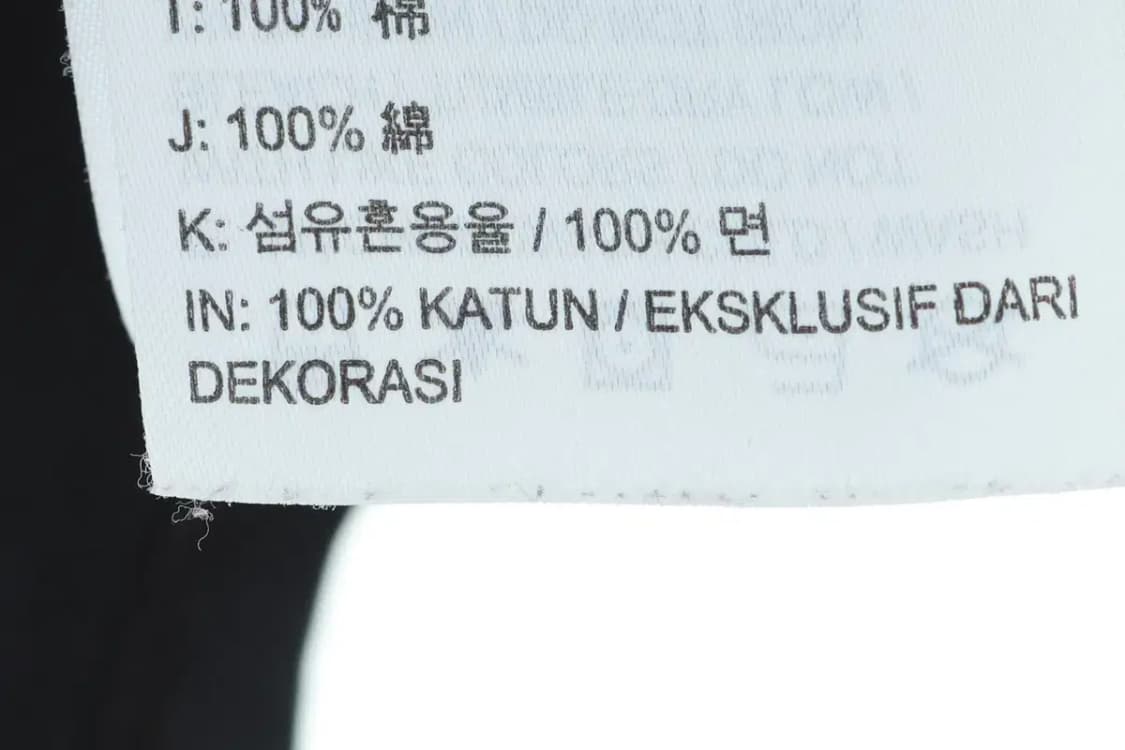 : 100% 棉
J: 100% 綿
K: 섬유혼용율 / 100% 면
IN: 100% KATUN / EKSKLUSIF DARI
DEKORASI